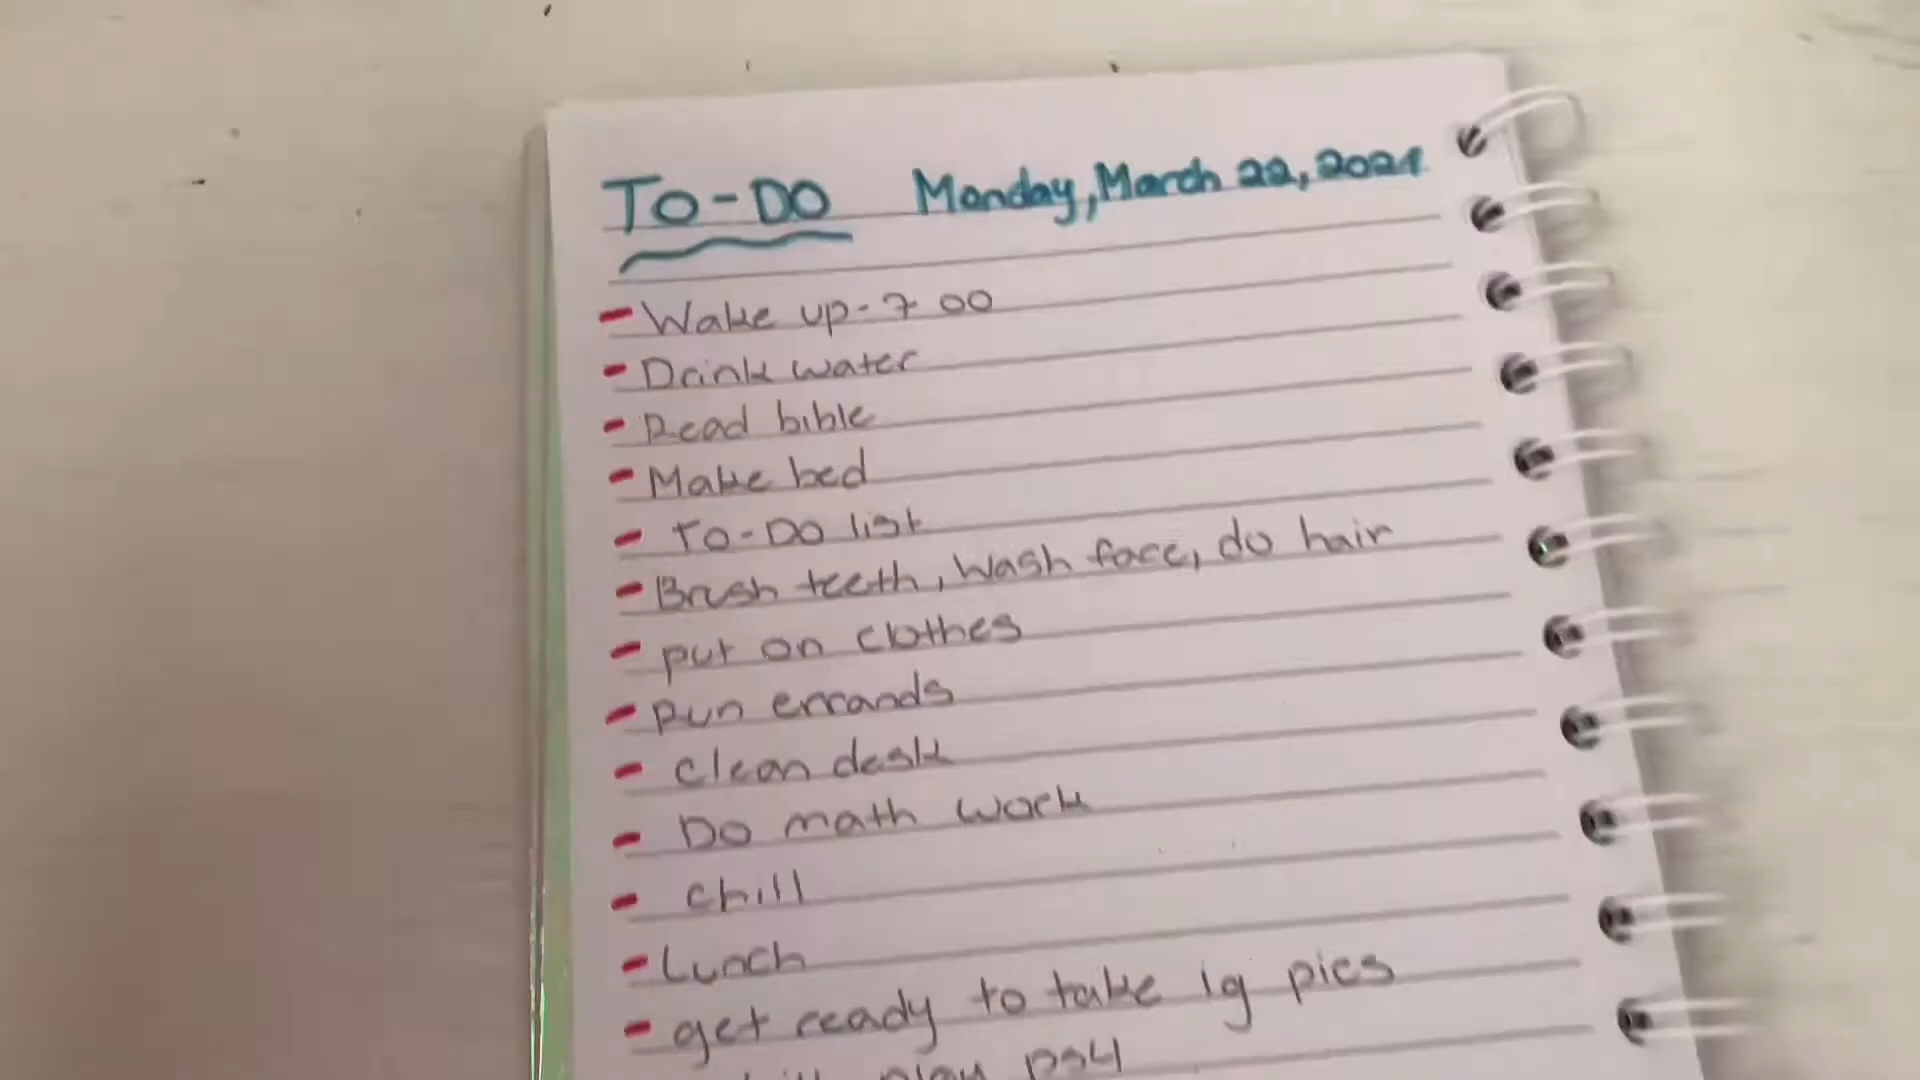 TO-DO Monday, March 22, 2021
- Wake up - 7 00
- Drink water
- Read bible
- Make bed
- To-Do list
- Brush teeth, Wash face, do hair
- put on clothes
- Run errands
- clean desk
- Do math work
- chill
- Lunch
- get ready to take ig pics
play ps4